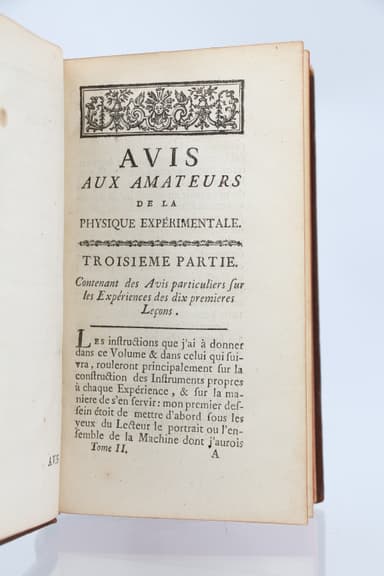 AVIS
AUX AMATEURS
DE LA
PHYSIQUE EXPÉRIMENTALE.
TROISIEME PARTIE.
Contenant des Avis particuliers ſur
les Expériences des dix premieres
Leçons.
LES inſtructions que j'ai à donner
dans ce Volume & dans celui qui ſui-
vra, rouleront principalement ſur la
conſtruction des Inſtruments propres
à chaque Expérience, & ſur la ma-
niere de s'en ſervir : mon premier deſ-
ſein étoit de mettre d'abord ſous les
yeux du Lecteur le portrait ou l'en-
ſemble de la Machine dont j'aurois
Tome II. A